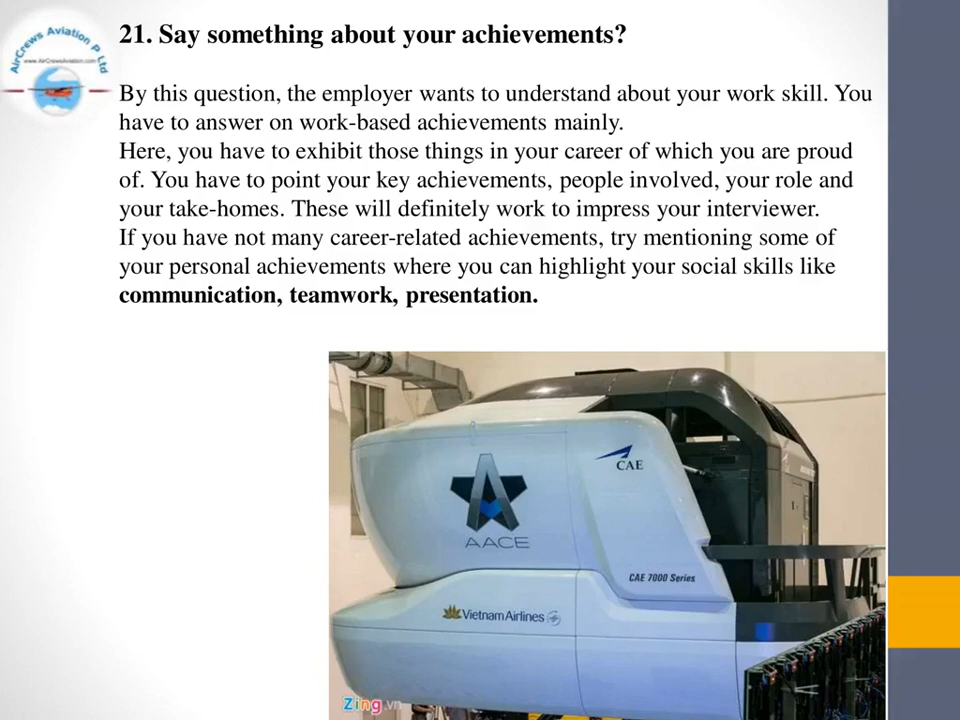 AirCrews Aviation P Ltd
www.AirCrewsAviation.com
21. Say something about your achievements?
By this question, the employer wants to understand about your work skill. You
have to answer on work-based achievements mainly.
Here, you have to exhibit those things in your career of which you are proud
of. You have to point your key achievements, people involved, your role and
your take-homes. These will definitely work to impress your interviewer.
If you have not many career-related achievements, try mentioning some of
your personal achievements where you can highlight your social skills like
communication, teamwork, presentation.
CAE
AACE
CAE 7000 Series
Vietnam Airlines
Zing.vn